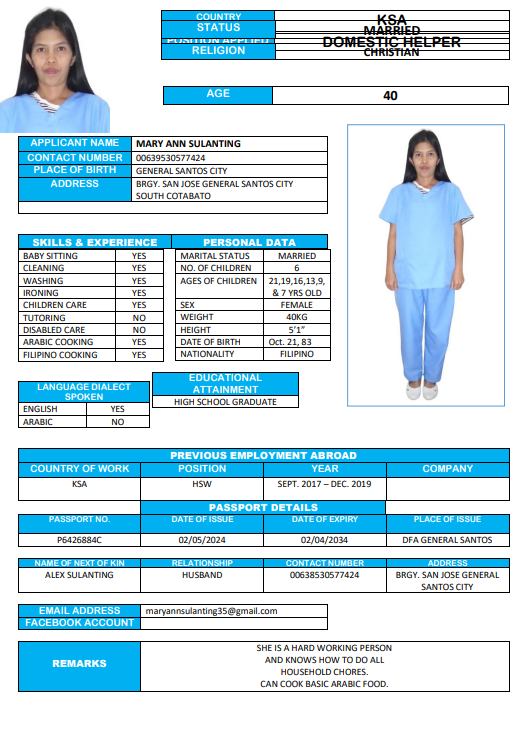 COUNTRY KSA
STATUS MARRIED
POSITION APPLIED DOMESTIC HELPER
RELIGION CHRISTIAN
AGE 40
APPLICANT NAME MARY ANN SULANTING
CONTACT NUMBER 00639530577424
PLACE OF BIRTH GENERAL SANTOS CITY
ADDRESS BRGY. SAN JOSE GENERAL SANTOS CITY
SOUTH COTABATO
SKILLS & EXPERIENCE
BABY SITTING YES
CLEANING YES
WASHING YES
IRONING YES
CHILDREN CARE YES
TUTORING NO
DISABLED CARE NO
ARABIC COOKING YES
FILIPINO COOKING YES
PERSONAL DATA
MARITAL STATUS MARRIED
NO. OF CHILDREN 6
AGES OF CHILDREN 21,19,16,13,9,
& 7 YRS OLD
SEX FEMALE
WEIGHT 40KG
HEIGHT 5’1”
DATE OF BIRTH Oct. 21, 83
NATIONALITY FILIPINO
LANGUAGE DIALECT
SPOKEN
ENGLISH YES
ARABIC NO
EDUCATIONAL
ATTAINMENT
HIGH SCHOOL GRADUATE
PREVIOUS EMPLOYMENT ABROAD
COUNTRY OF WORK POSITION YEAR COMPANY
KSA HSW SEPT. 2017 – DEC. 2019
PASSPORT DETAILS
PASSPORT NO. DATE OF ISSUE DATE OF EXPIRY PLACE OF ISSUE
P6426884C 02/05/2024 02/04/2034 DFA GENERAL SANTOS
NAME OF NEXT OF KIN RELATIONSHIP CONTACT NUMBER ADDRESS
ALEX SULANTING HUSBAND 00638530577424 BRGY. SAN JOSE GENERAL
SANTOS CITY
EMAIL ADDRESS maryannsulanting35@gmail.com
FACEBOOK ACCOUNT
REMARKS
SHE IS A HARD WORKING PERSON
AND KNOWS HOW TO DO ALL
HOUSEHOLD CHORES.
CAN COOK BASIC ARABIC FOOD.